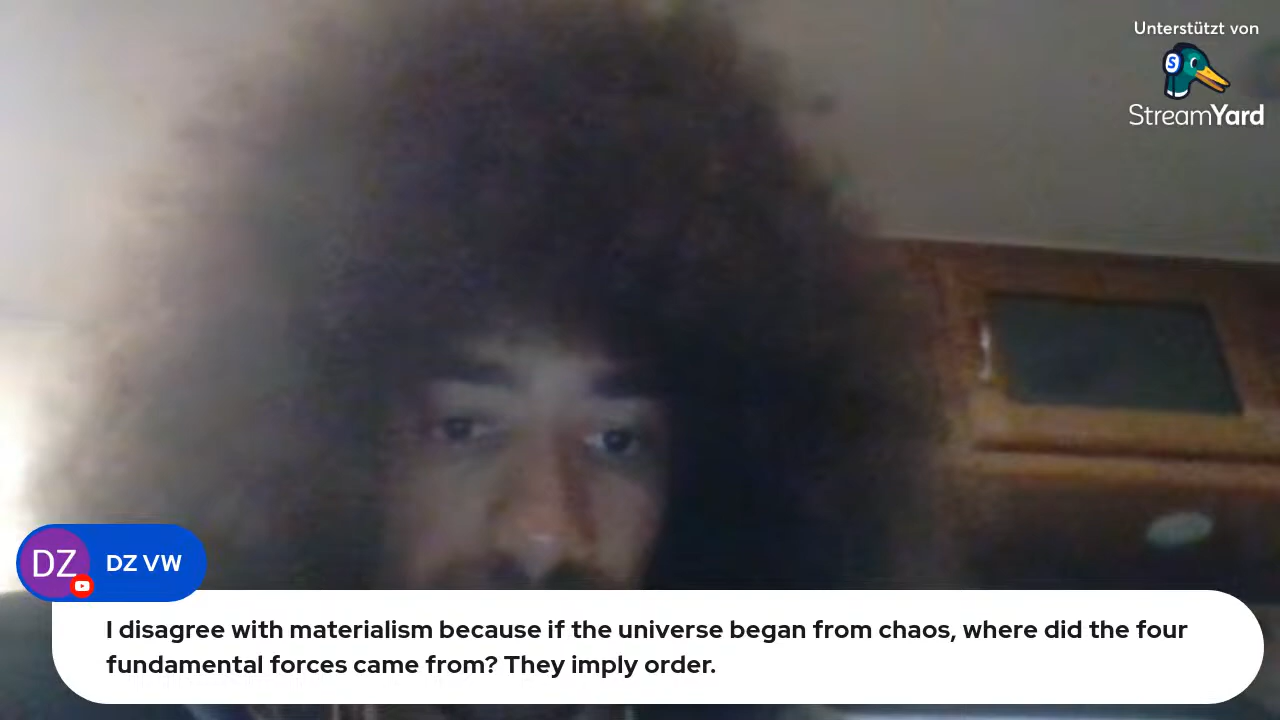 Unterstützt von
StreamYard
S
DZ
DZ VW
I disagree with materialism because if the universe began from chaos, where did the four
fundamental forces came from? They imply order.